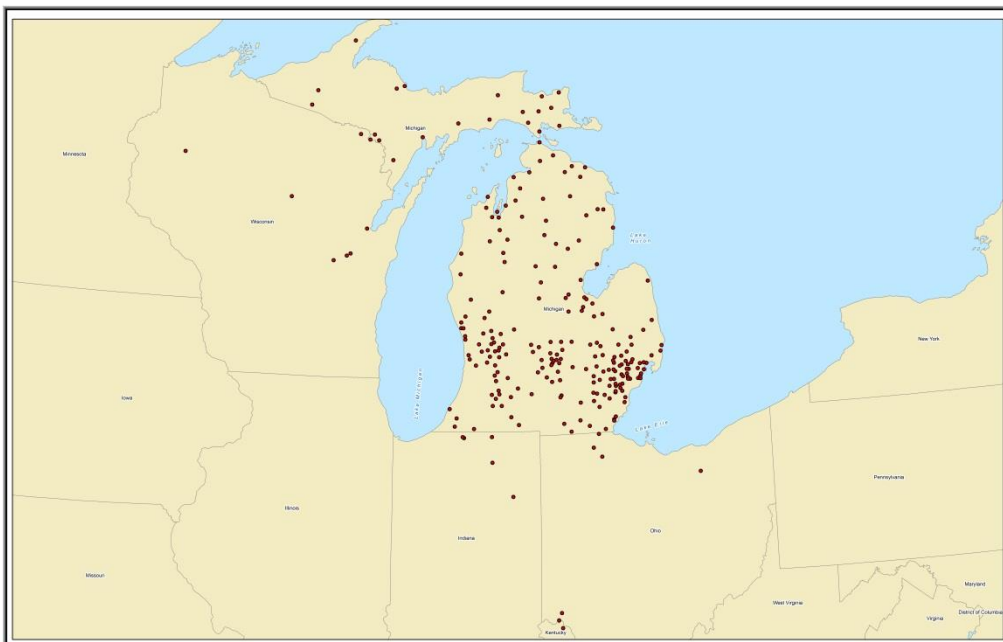 Michigan
Minnesota
Wisconsin
Lake
Huron
Michigan
New York
Iowa
Lake Michigan
Lake Erie
Pennsylvania
Illinois
Indiana
Ohio
Missouri
Maryland
West Virginia
District of Columbia
Virginia
Kentucky